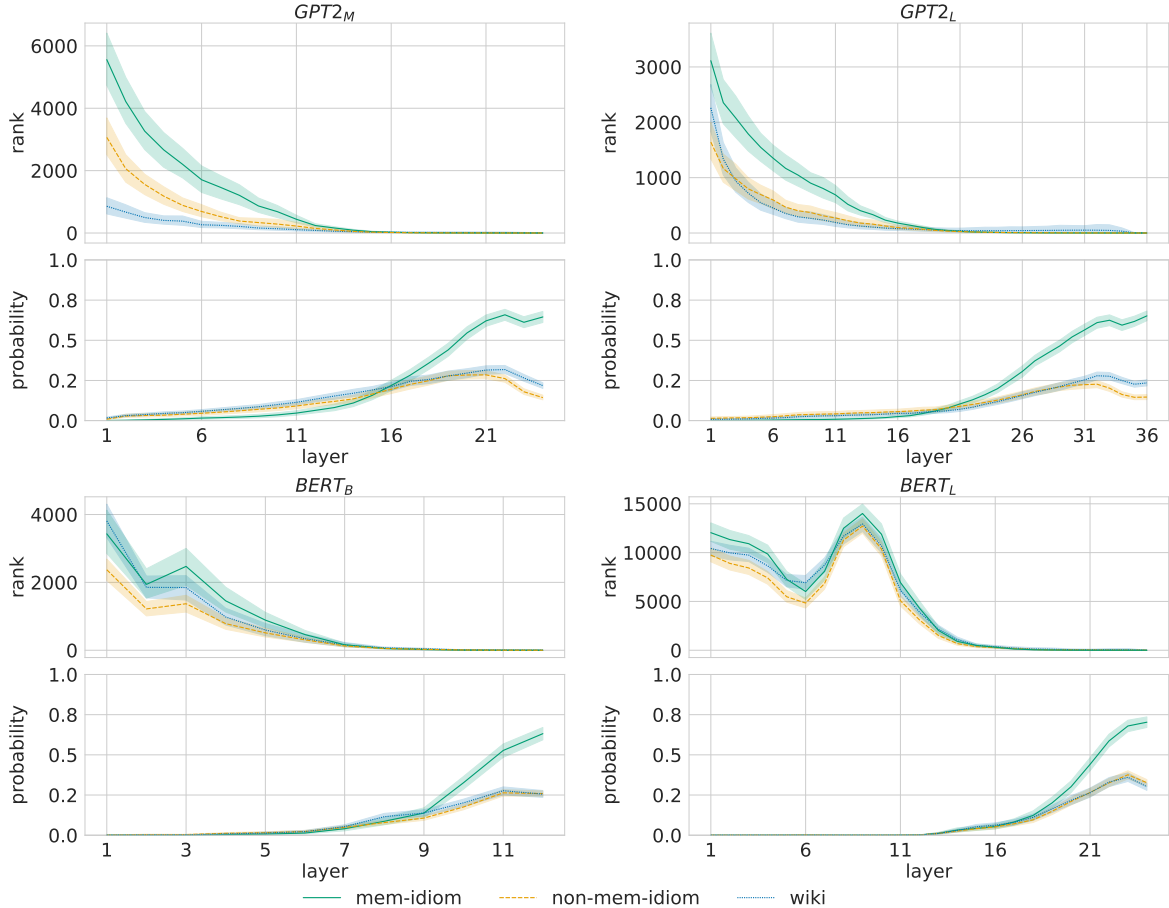 GPT2M
GPT2L
6000
4000
2000
0
rank
3000
2000
1000
0
rank
1.0
0.8
0.5
0.2
0.0
probability
1 6 11 16 21
layer
1.0
0.8
0.5
0.2
0.0
probability
1 6 11 16 21 26 31 36
layer
BERTB
BERTL
4000
2000
0
rank
15000
10000
5000
0
rank
1.0
0.8
0.5
0.2
0.0
probability
1 3 5 7 9 11
layer
1.0
0.8
0.5
0.2
0.0
probability
1 6 11 16 21
layer
mem-idiom non-mem-idiom wiki